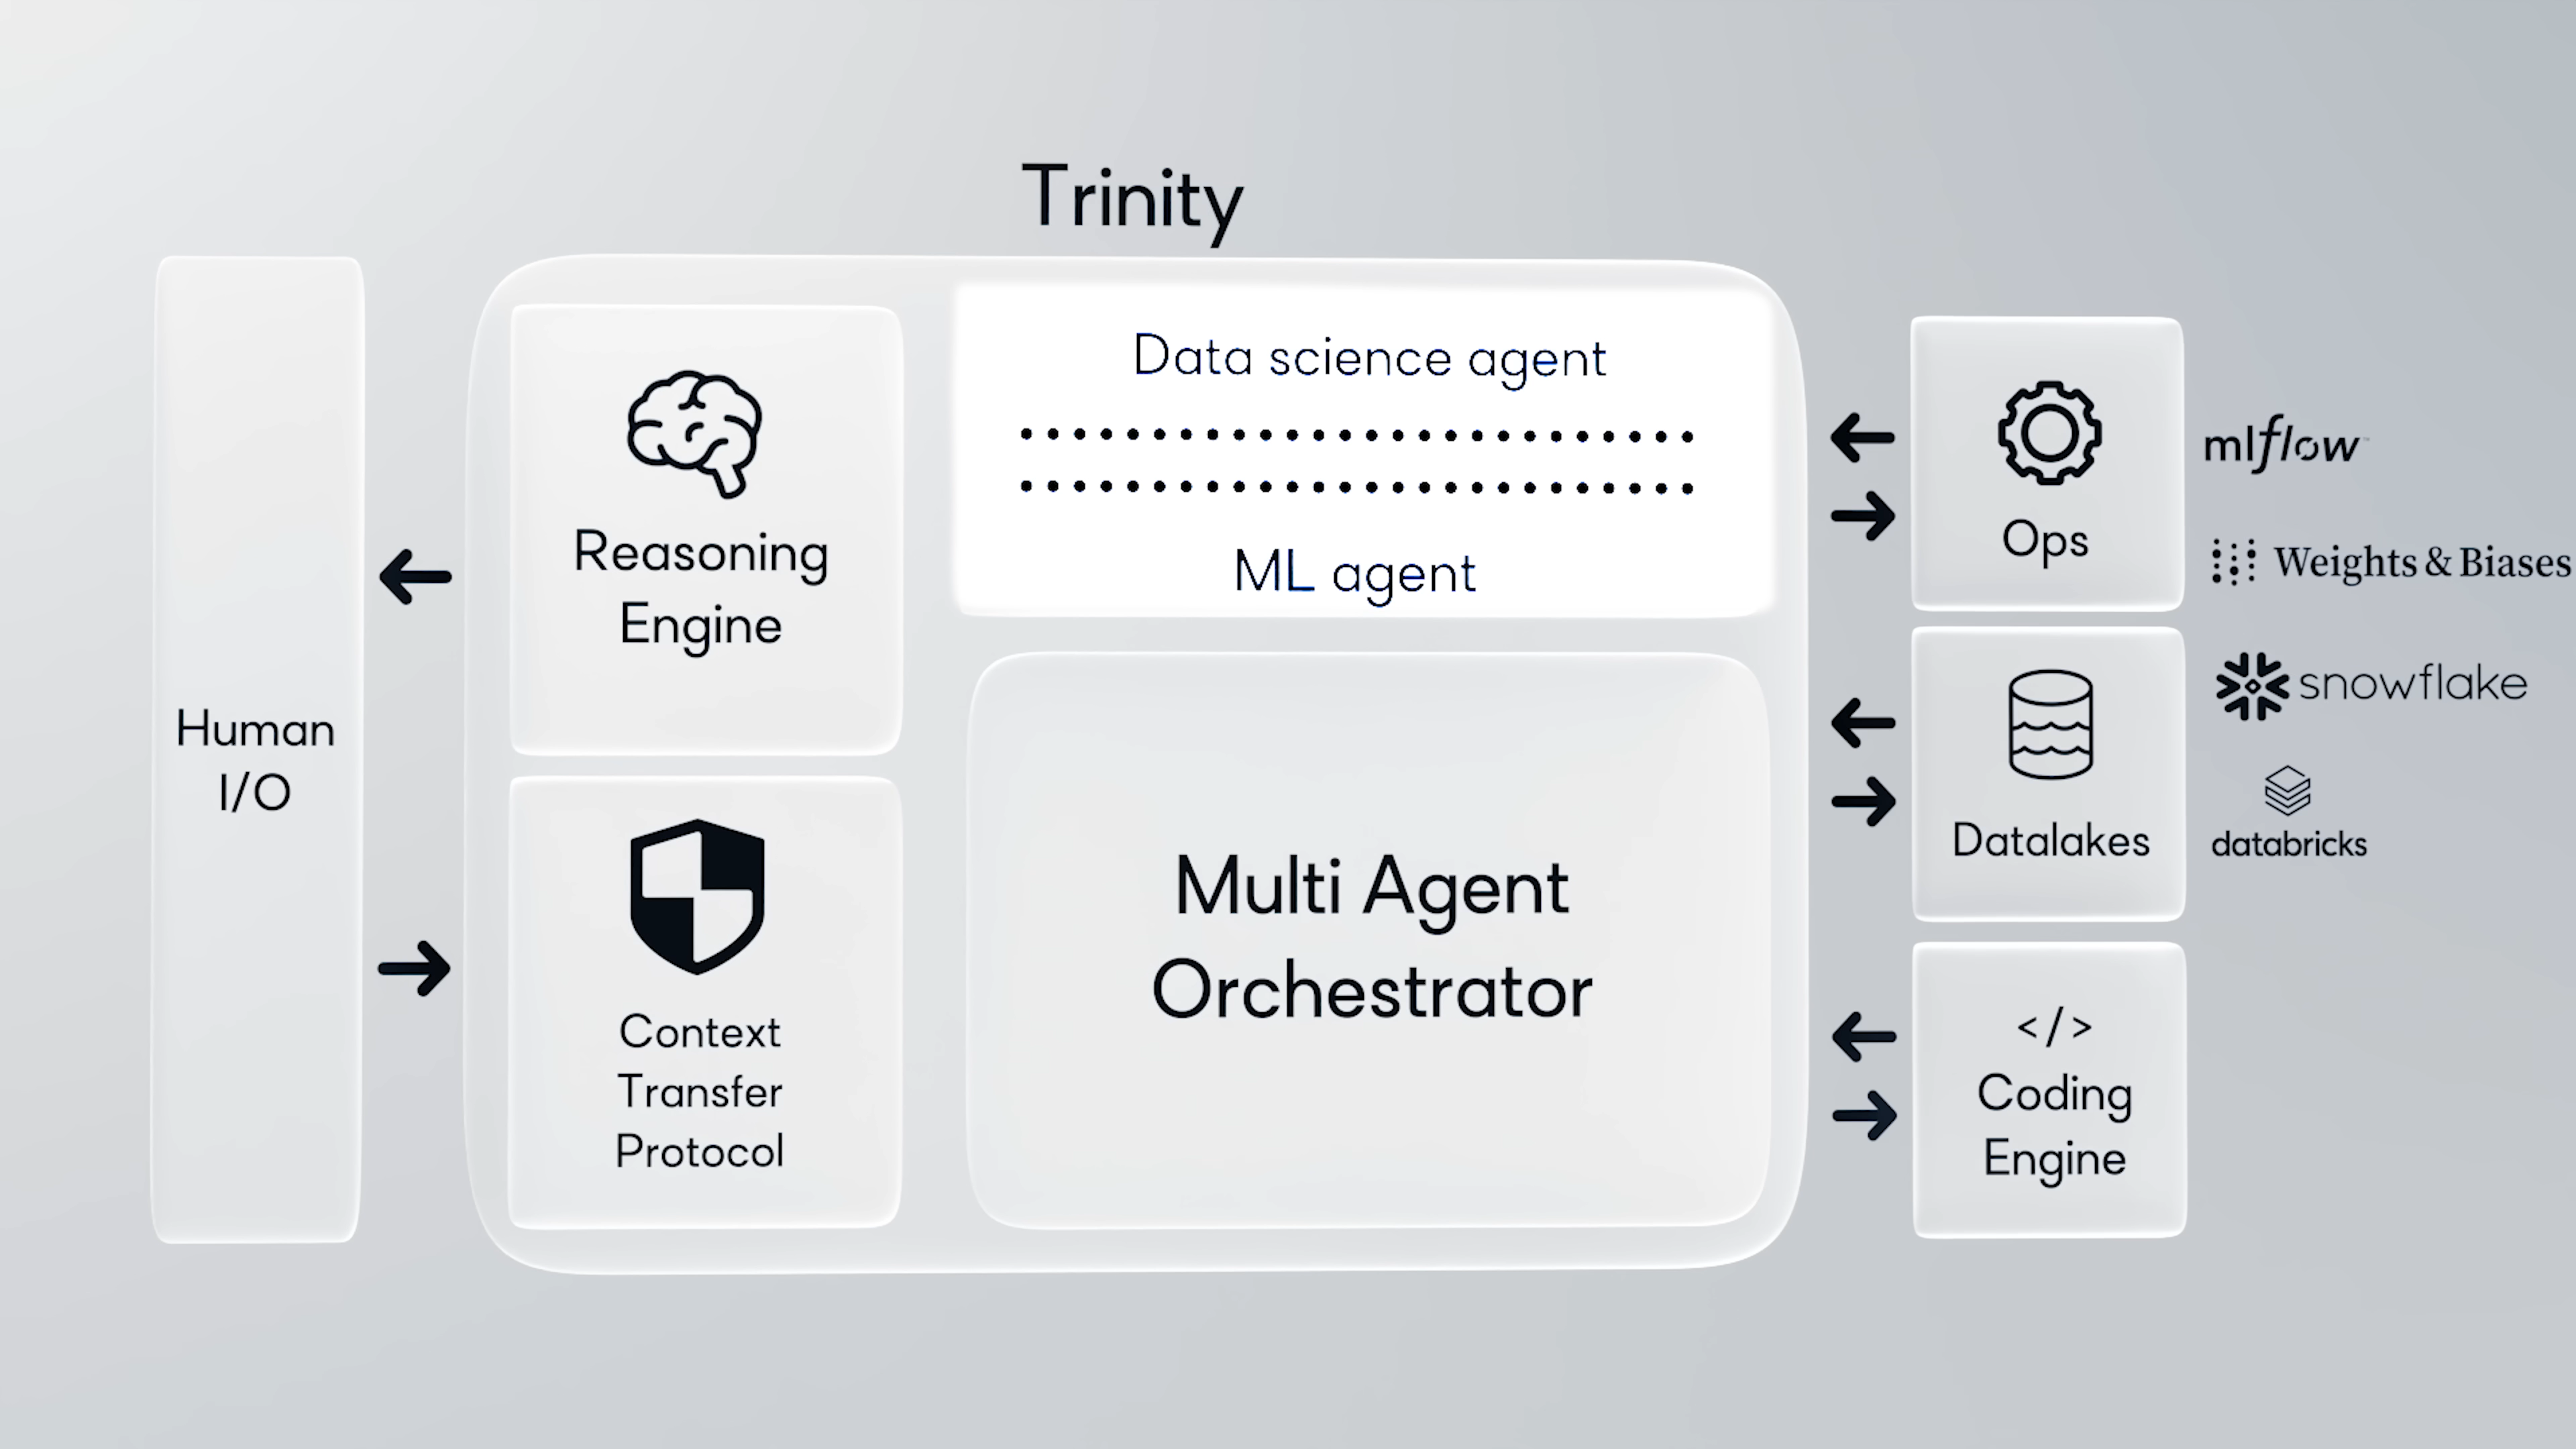 Trinity
Human
I/O
Reasoning
Engine
Context
Transfer
Protocol
Data science agent
ML agent
Multi Agent
Orchestrator
Ops
mlflow
Weights & Biases
Datalakes
snowflake
databricks
</>
Coding
Engine